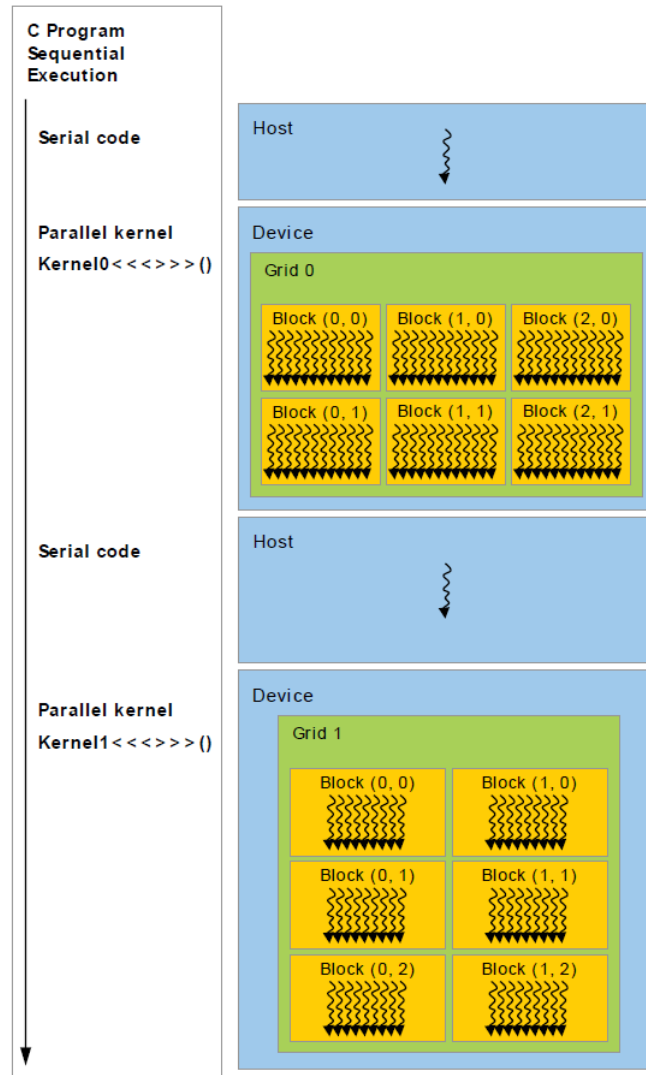 C Program
Sequential
Execution
Serial code
Host
Parallel kernel
Kernel0<<<>>>()
Device
Grid 0
Block (0, 0)
Block (1, 0)
Block (2, 0)
Block (0, 1)
Block (1, 1)
Block (2, 1)
Serial code
Host
Parallel kernel
Kernel1<<<>>>()
Device
Grid 1
Block (0, 0)
Block (1, 0)
Block (0, 1)
Block (1, 1)
Block (0, 2)
Block (1, 2)